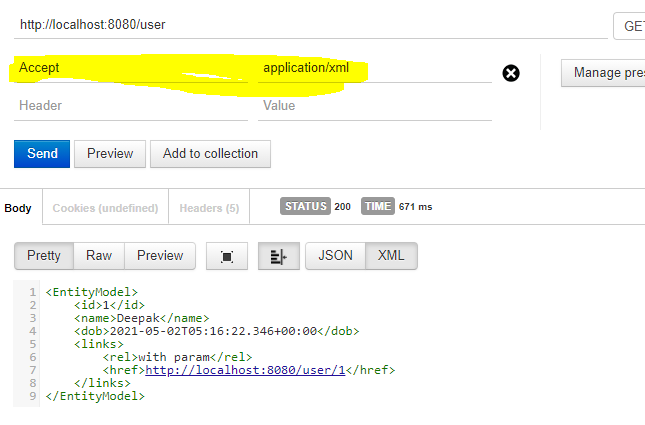 http://localhost:8080/user GET
Accept application/xml
Manage pres
Header Value
Send Preview Add to collection
Body Cookies (undefined) Headers (5) STATUS 200 TIME 671 ms
Pretty Raw Preview JSON XML
1 <EntityModel>
2 <id>1</id>
3 <name>Deepak</name>
4 <dob>2021-05-02T05:16:22.346+00:00</dob>
5 <links>
6 <rel>with param</rel>
7 <href>http://localhost:8080/user/1</href>
8 </links>
9 </EntityModel>